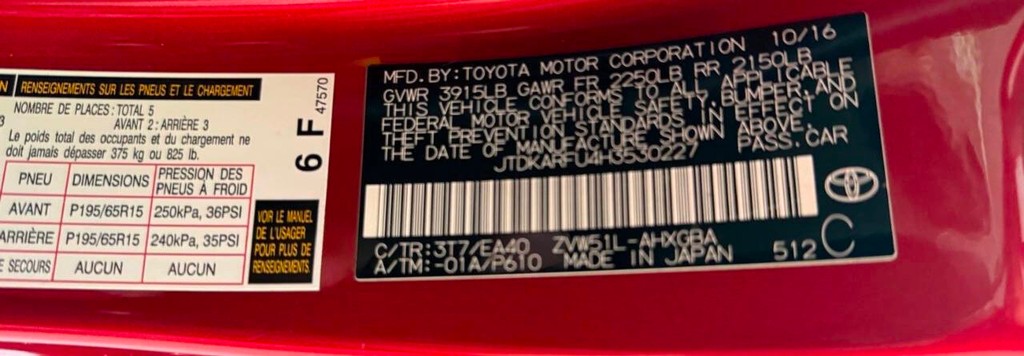 N RENSEIGNEMENTS SUR LES PNEUS ET LE CHARGEMENT
NOMBRE DE PLACES: TOTAL 5
3 AVANT 2: ARRIÈRE 3
Le poids total des occupants et du chargement ne
doit jamais dépasser 375 kg ou 825 lb.
PNEU DIMENSIONS PRESSION DES PNEUS À FROID
AVANT P195/65R15 250kPa, 36PSI
ARRIÈRE P195/65R15 240kPa, 35PSI
E SECOURS AUCUN AUCUN
47570
6 F
VOIR LE MANUEL
DE L'USAGER
POUR PLUS DE
RENSEIGNEMENTS.
MFD. BY: TOYOTA MOTOR CORPORATION 10/16
GVWR 3915LB GAWR FR 2250LB RR 2150LB
THIS VEHICLE CONFORMS TO ALL APPLICABLE
FEDERAL MOTOR VEHICLE SAFETY, BUMPER, AND
THEFT PREVENTION STANDARDS IN EFFECT ON
THE DATE OF MANUFACTURE SHOWN ABOVE.
JTDKARFU4H3530227 PASS. CAR
C/TR: 3T7/EA40 ZVW51L-AHXGBA
A/TM: -01A/P610 MADE IN JAPAN 512 C